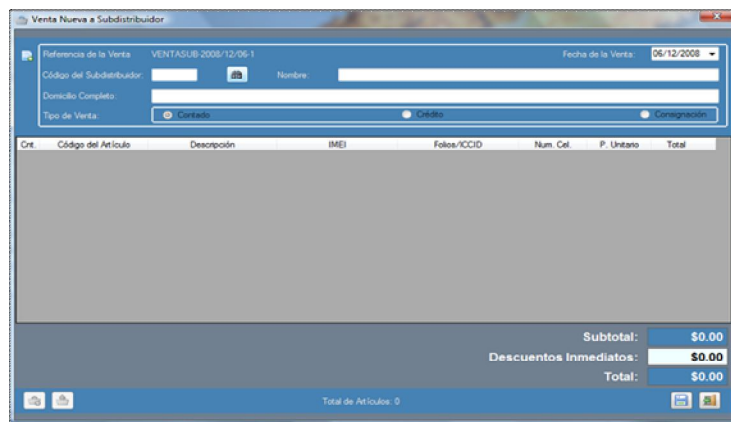 Venta Nueva a Subdistribuidor
Referencia de la Venta VENTASUB-2008/12/06-1 Fecha de la Venta: 06/12/2008
Código del Subdistribuidor: Nombre:
Domicilio Completo:
Tipo de Venta: Contado Crédito Consignación
Cnt. Código del Artículo Descripción IMEI Folios/ICCID Num. Cel. P. Unitario Total
Subtotal: $0.00
Descuentos Inmediatos: $0.00
Total: $0.00
Total de Artículos: 0